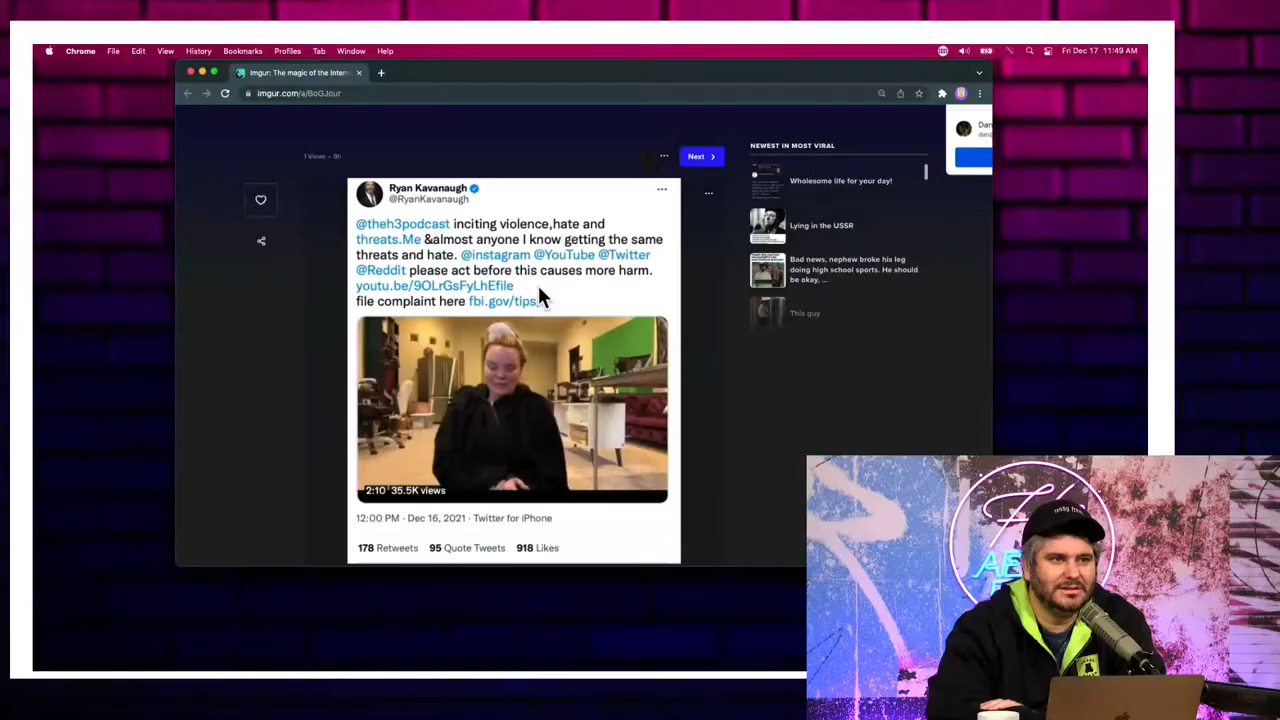 Chrome File Edit View History Bookmarks Profiles Tab Window Help
Fri Dec 17 11:49 AM
Imgur: The magic of the Intern
imgur.com/a/BoGJour
1 Views • 9h
Next
Ryan Kavanaugh
@RyanKavanaugh
@theh3podcast inciting violence,hate and
threats.Me &almost anyone I know getting the same
threats and hate. @instagram @YouTube @Twitter
@Reddit please act before this causes more harm.
youtu.be/9OLrGsFyLhEfile
file complaint here fbi.gov/tips
2:10 35.5K views
12:00 PM · Dec 16, 2021 · Twitter for iPhone
178 Retweets 95 Quote Tweets 918 Likes
NEWEST IN MOST VIRAL
Wholesome life for your day!
Lying in the USSR
Bad news, nephew broke his leg
doing high school sports. He should
be okay, ...
This guy
Dan